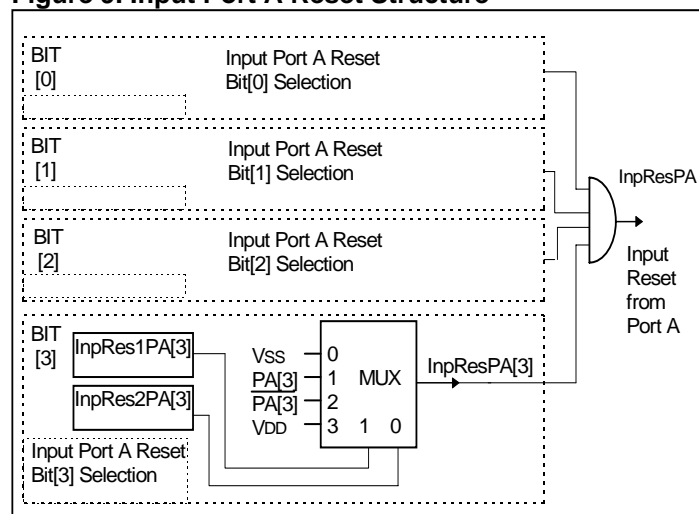 Input Port A Reset Structure
BIT
[0]
Input Port A Reset
Bit[0] Selection
BIT
[1]
Input Port A Reset
Bit[1] Selection
BIT
[2]
Input Port A Reset
Bit[2] Selection
InpResPA
Input
Reset
from
Port A
BIT
[3]
InpRes1PA[3]
InpRes2PA[3]
VSS 0
PA[3] 1 MUX
PA[3] 2
VDD 3 1 0
InpResPA[3]
Input Port A Reset
Bit[3] Selection